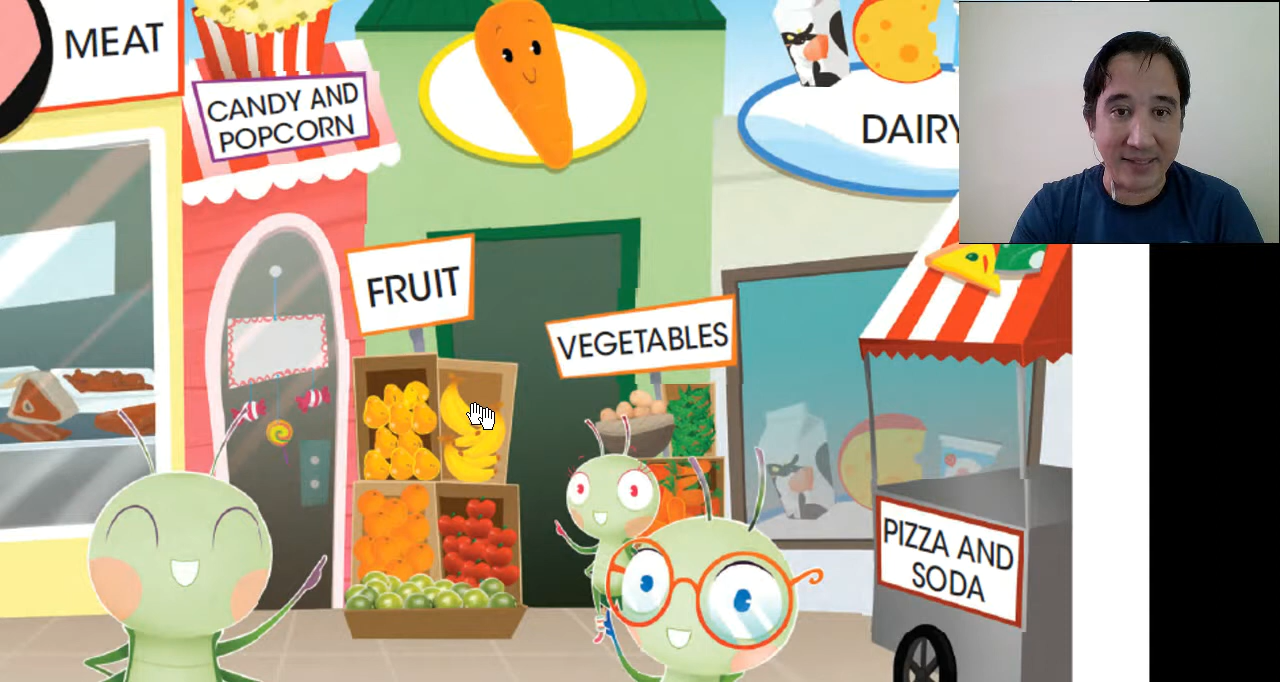 MEAT
CANDY AND
POPCORN
DAIRY
FRUIT
VEGETABLES
PIZZA AND
SODA